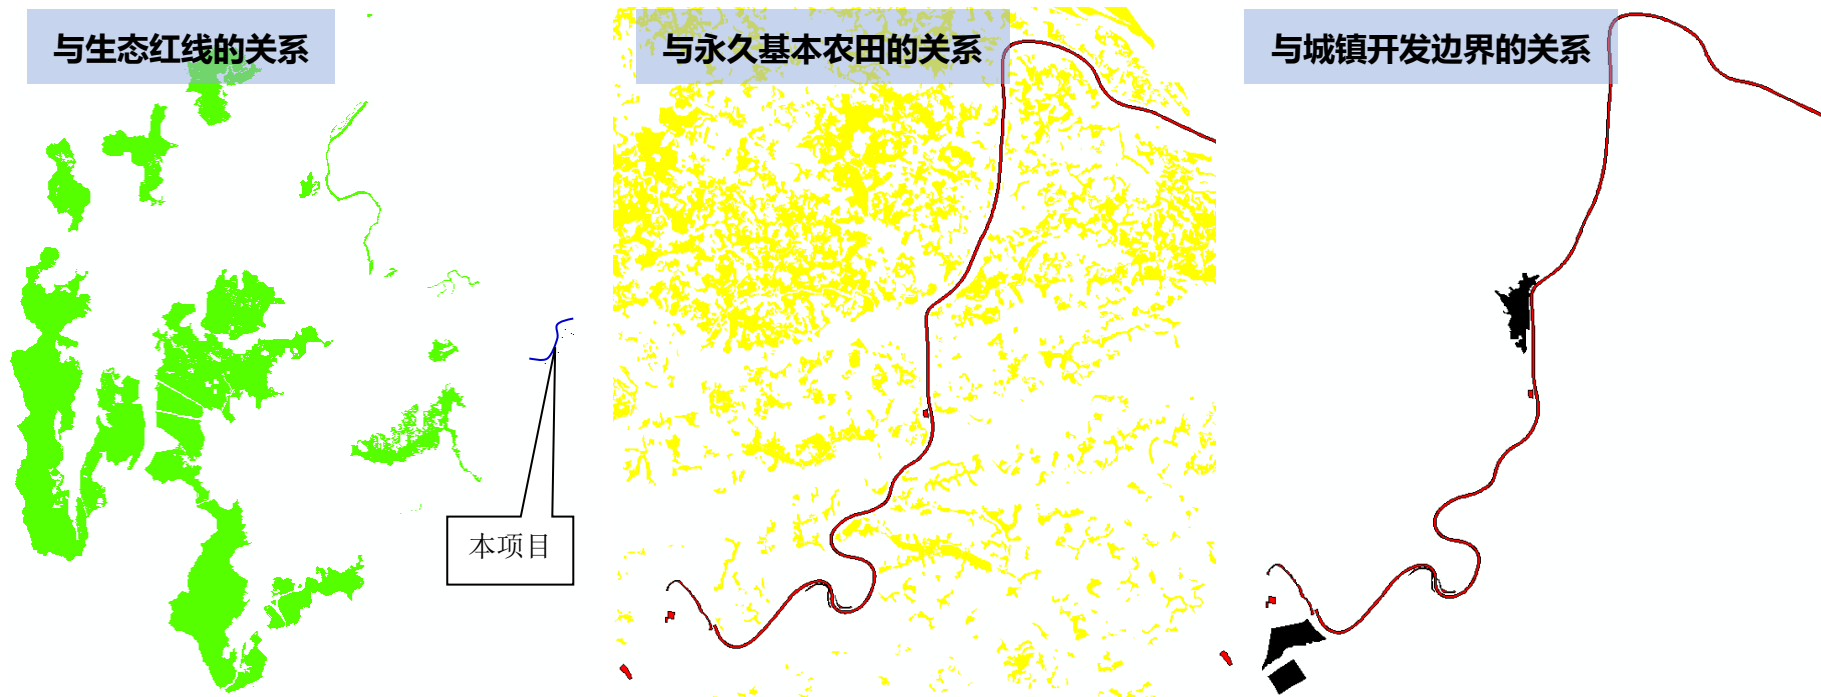 与生态红线的关系
与永久基本农田的关系
与城镇开发边界的关系
本项目